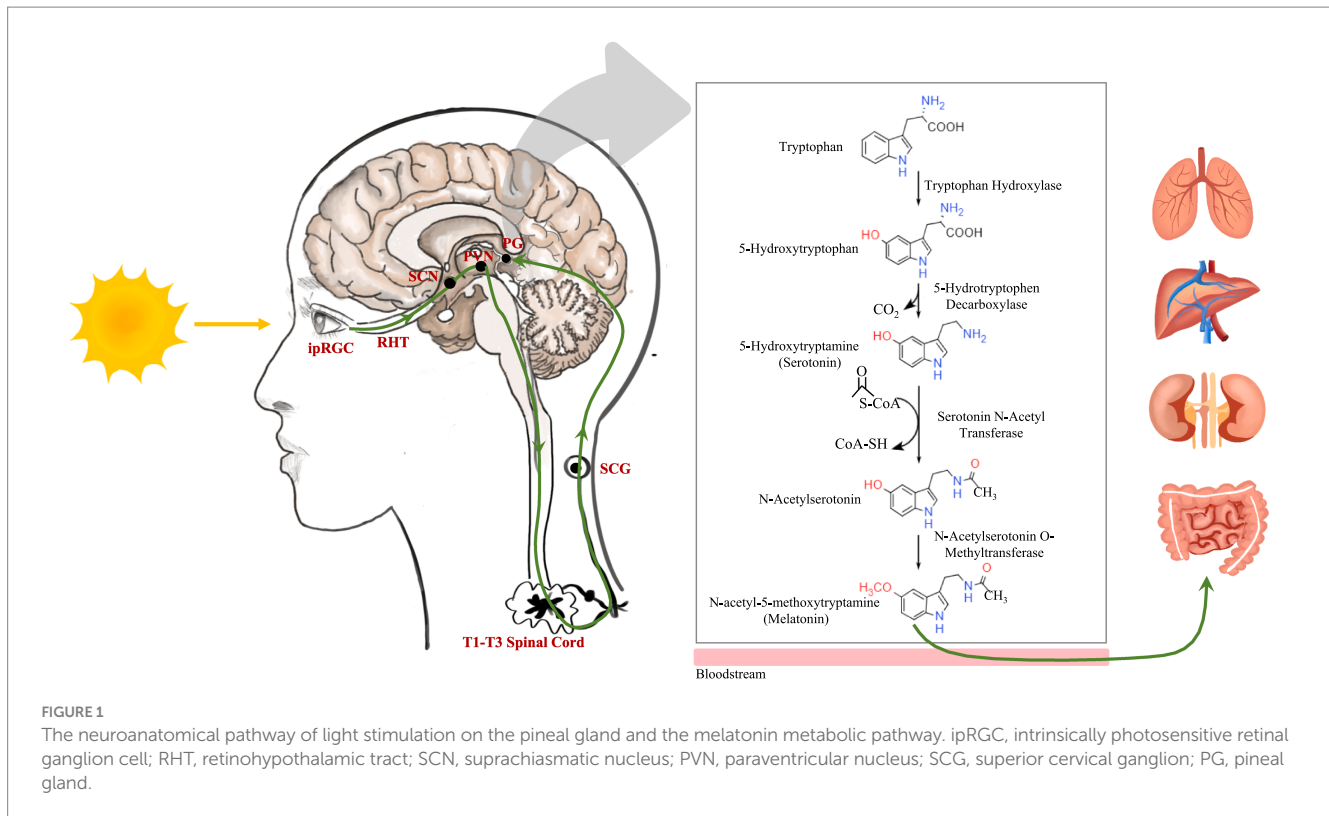 PG
PVN
SCN
ipRGC
RHT
SCG
T1-T3 Spinal Cord
NH₂
COOH
Tryptophan
N
H
Tryptophan Hydroxylase
NH₂
HO
COOH
5-Hydroxytryptophan
N
H
5-Hydrotryptophen
Decarboxylase
CO₂
HO
NH₂
5-Hydroxytryptamine
(Serotonin)
N
H
O
S-CoA
Serotonin N-Acetyl
Transferase
CoA-SH
O
HO
N
H
CH₃
N-Acetylserotonin
N
H
N-Acetylserotonin O-
Methyltransferase
O
H₃CO
N
H
CH₃
N-acetyl-5-methoxytryptamine
(Melatonin)
N
H
Bloodstream
FIGURE 1
The neuroanatomical pathway of light stimulation on the pineal gland and the melatonin metabolic pathway. ipRGC, intrinsically photosensitive retinal
ganglion cell; RHT, retinohypothalamic tract; SCN, suprachiasmatic nucleus; PVN, paraventricular nucleus; SCG, superior cervical ganglion; PG, pineal
gland.